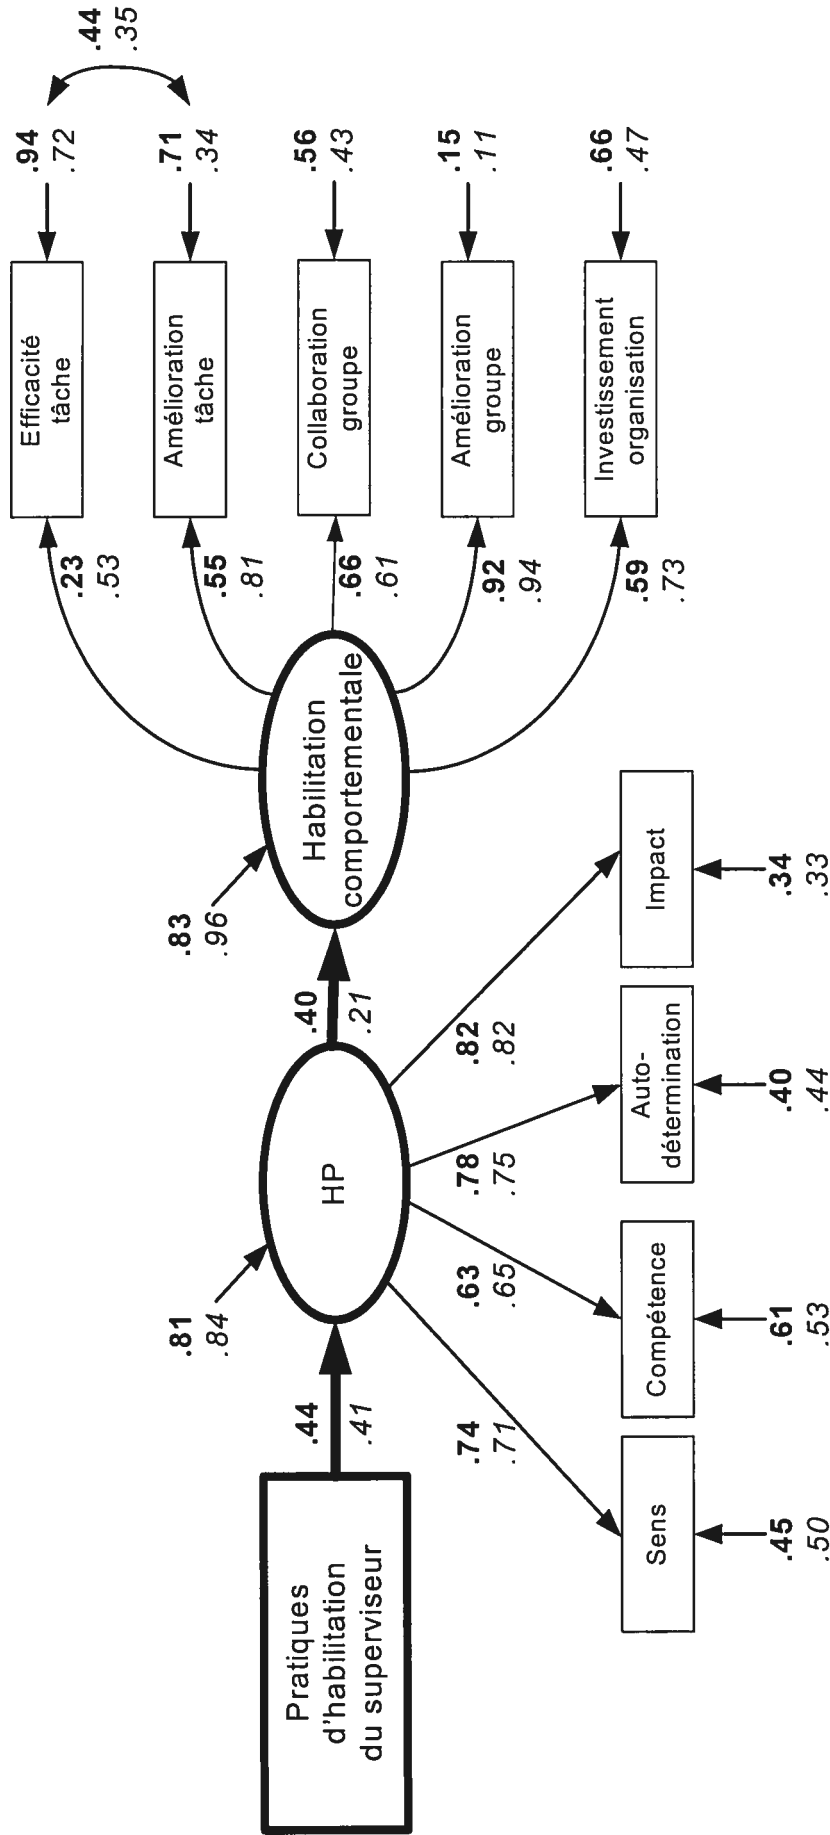 Pratiques
d'habilitation
du superviseur
.44
.41
.81
.84
HP
.40
.21
.83
.96
Habilitation
comportementale
.74
.71
.63
.65
.78
.75
.82
.82
Sens
Compétence
Auto-
détermination
Impact
.45
.50
.61
.53
.40
.44
.34
.33
.23
.53
.55
.81
.66
.61
.92
.94
.59
.73
Efficacité
tâche
Amélioration
tâche
Collaboration
groupe
Amélioration
groupe
Investissement
organisation
.94
.72
.71
.34
.56
.43
.15
.11
.66
.47
.44
.35